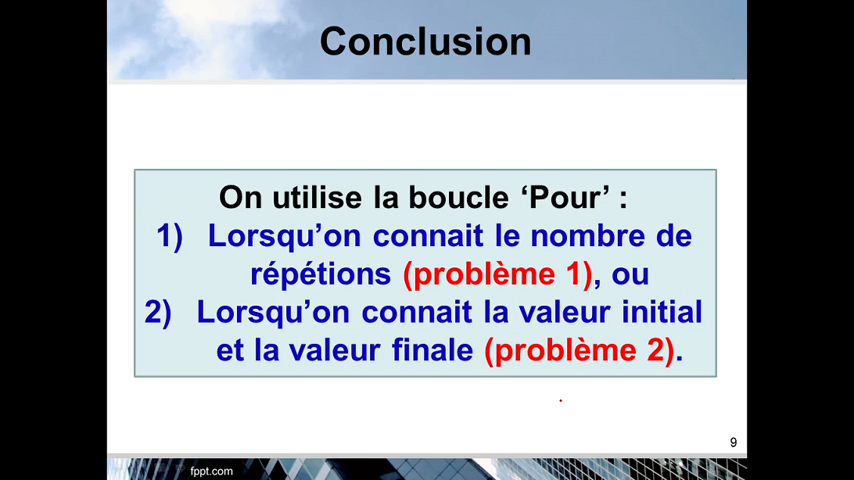 Conclusion
On utilise la boucle ‘Pour’ :
1) Lorsqu’on connait le nombre de
répétions (problème 1), ou
2) Lorsqu’on connait la valeur initial
et la valeur finale (problème 2).
9
fppt.com